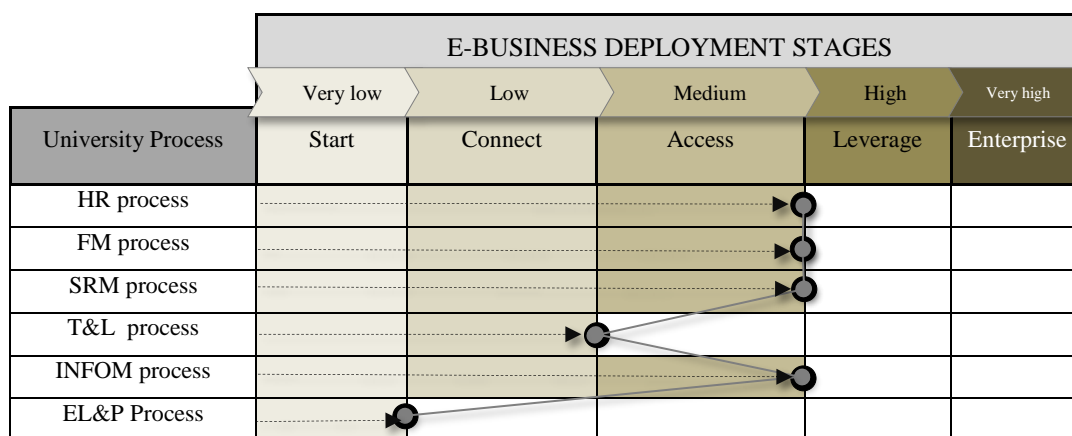 E-BUSINESS DEPLOYMENT STAGES
Very low Low Medium High Very high
University Process Start Connect Access Leverage Enterprise
HR process
FM process
SRM process
T&L process
INFOM process
EL&P Process